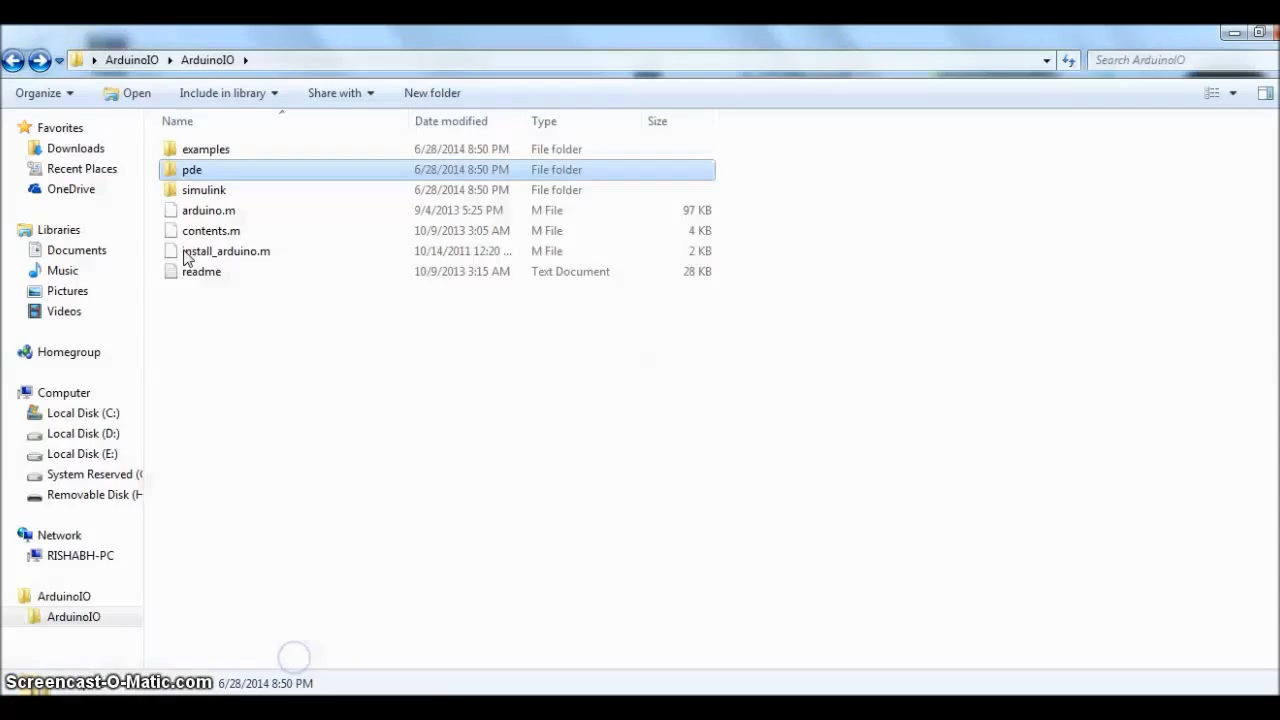 ArduinoIO ArduinoIO Search ArduinoIO
Organize Open Include in library Share with New folder
Name Date modified Type Size
Favorites
Downloads
Recent Places
OneDrive
Libraries
Documents
Music
Pictures
Videos
Homegroup
Computer
Local Disk (C:)
Local Disk (D:)
Local Disk (E:)
System Reserved (
Removable Disk (H
Network
RISHABH-PC
ArduinoIO
ArduinoIO
examples 6/28/2014 8:50 PM File folder
pde 6/28/2014 8:50 PM File folder
simulink 6/28/2014 8:50 PM File folder
arduino.m 9/4/2013 5:25 PM M File 97 KB
contents.m 10/9/2013 3:05 AM M File 4 KB
install_arduino.m 10/14/2011 12:20 ... M File 2 KB
readme 10/9/2013 3:15 AM Text Document 28 KB
Screencast-O-Matic.com 6/28/2014 8:50 PM